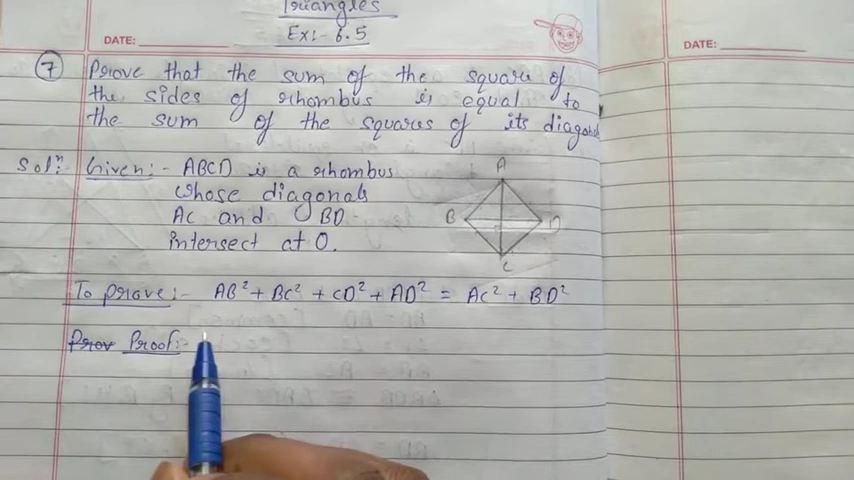 Triangles
Ex:- 6.5
DATE:
DATE:
7 Prove that the sum of the square of
the sides of rhombus is equal to
the sum of the squares of its diagonals
Solⁿ: Given:- ABCD is a rhombus
whose diagonals
AC and BD
intersect at O.
A
B
D
C
To prove:- AB² + BC² + CD² + AD² = AC² + BD²
Prov Proof:-